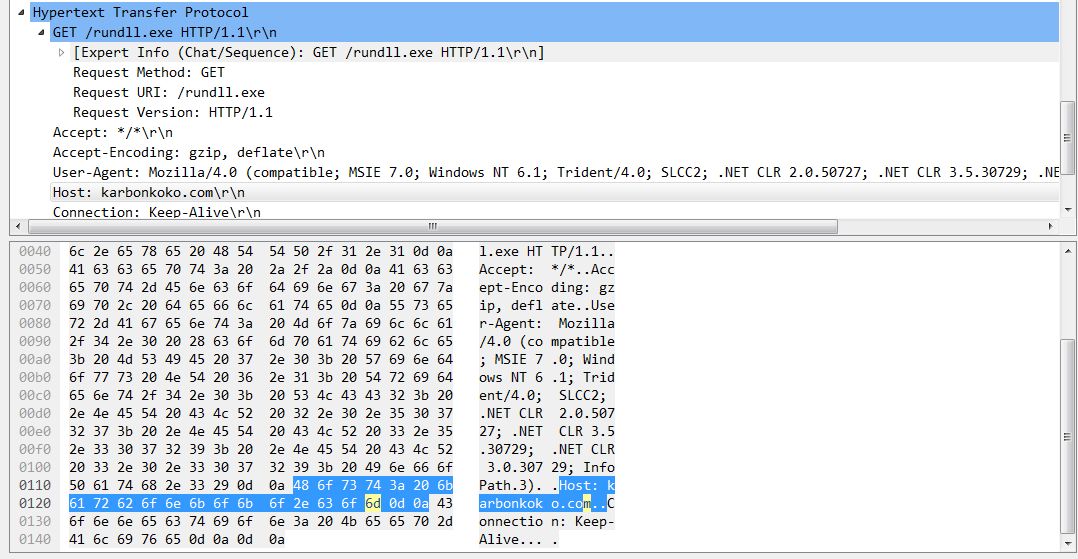 Hypertext Transfer Protocol
GET /rundll.exe HTTP/1.1\r\n
[Expert Info (Chat/Sequence): GET /rundll.exe HTTP/1.1\r\n]
Request Method: GET
Request URI: /rundll.exe
Request Version: HTTP/1.1
Accept: */*\r\n
Accept-Encoding: gzip, deflate\r\n
User-Agent: Mozilla/4.0 (compatible; MSIE 7.0; Windows NT 6.1; Trident/4.0; SLCC2; .NET CLR 2.0.50727; .NET CLR 3.5.30729; .NE
Host: karbonkoko.com\r\n
Connection: Keep-Alive\r\n
0040 6c 2e 65 78 65 20 48 54 54 50 2f 31 2e 31 0d 0a l.exe HT TP/1.1..
0050 41 63 63 65 70 74 3a 20 2a 2f 2a 0d 0a 41 63 63 Accept: */*..Acc
0060 65 70 74 2d 45 6e 63 6f 64 69 6e 67 3a 20 67 7a ept-Enco ding: gz
0070 69 70 2c 20 64 65 66 6c 61 74 65 0d 0a 55 73 65 ip, defl ate..Use
0080 72 2d 41 67 65 6e 74 3a 20 4d 6f 7a 69 6c 6c 61 r-Agent: Mozilla
0090 2f 34 2e 30 20 28 63 6f 6d 70 61 74 69 62 6c 65 /4.0 (co mpatible
00a0 3b 20 4d 53 49 45 20 37 2e 30 3b 20 57 69 6e 64 ; MSIE 7 .0; Wind
00b0 6f 77 73 20 4e 54 20 36 2e 31 3b 20 54 72 69 64 ows NT 6 .1; Trid
00c0 65 6e 74 2f 34 2e 30 3b 20 53 4c 43 43 32 3b 20 ent/4.0; SLCC2;
00d0 2e 4e 45 54 20 43 4c 52 20 32 2e 30 2e 35 30 37 .NET CLR 2.0.507
00e0 32 37 3b 20 2e 4e 45 54 20 43 4c 52 20 33 2e 35 27; .NET CLR 3.5
00f0 2e 33 30 37 32 39 3b 20 2e 4e 45 54 20 43 4c 52 .30729; .NET CLR
0100 20 33 2e 30 2e 33 30 37 32 39 3b 20 49 6e 66 6f 3.0.307 29; Info
0110 50 61 74 68 2e 33 29 0d 0a 48 6f 73 74 3a 20 6b Path.3). .Host: k
0120 61 72 62 6f 6e 6b 6f 6b 6f 2e 63 6f 6d 0d 0a 43 arbonkok o.com..C
0130 6f 6e 6e 65 63 74 69 6f 6e 3a 20 4b 65 65 70 2d onnectio n: Keep-
0140 41 6c 69 76 65 0d 0a 0d 0a Alive... .